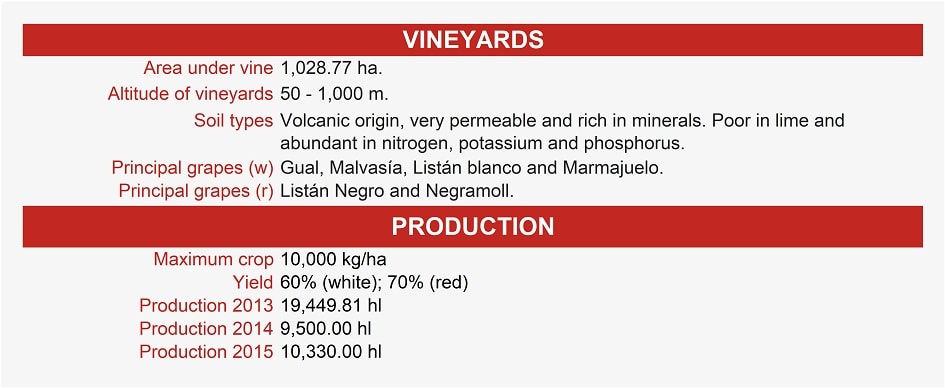 VINEYARDS
Area under vine 1,028.77 ha.
Altitude of vineyards 50 - 1,000 m.
Soil types Volcanic origin, very permeable and rich in minerals. Poor in lime and
abundant in nitrogen, potassium and phosphorus.
Principal grapes (w) Gual, Malvasía, Listán blanco and Marmajuelo.
Principal grapes (r) Listán Negro and Negramoll.
PRODUCTION
Maximum crop 10,000 kg/ha
Yield 60% (white); 70% (red)
Production 2013 19,449.81 hl
Production 2014 9,500.00 hl
Production 2015 10,330.00 hl